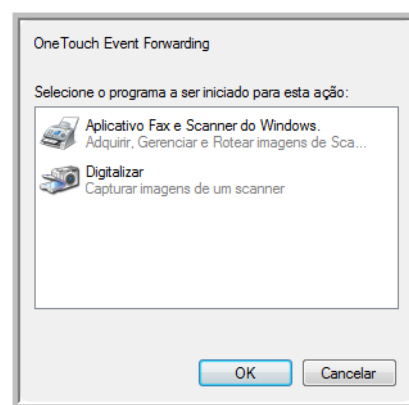 OneTouch Event Forwarding
Selecione o programa a ser iniciado para esta ação:
Aplicativo Fax e Scanner do Windows.
Adquirir, Gerenciar e Rotear imagens de Sca...
Digitalizar
Capturar imagens de um scanner
OK Cancelar